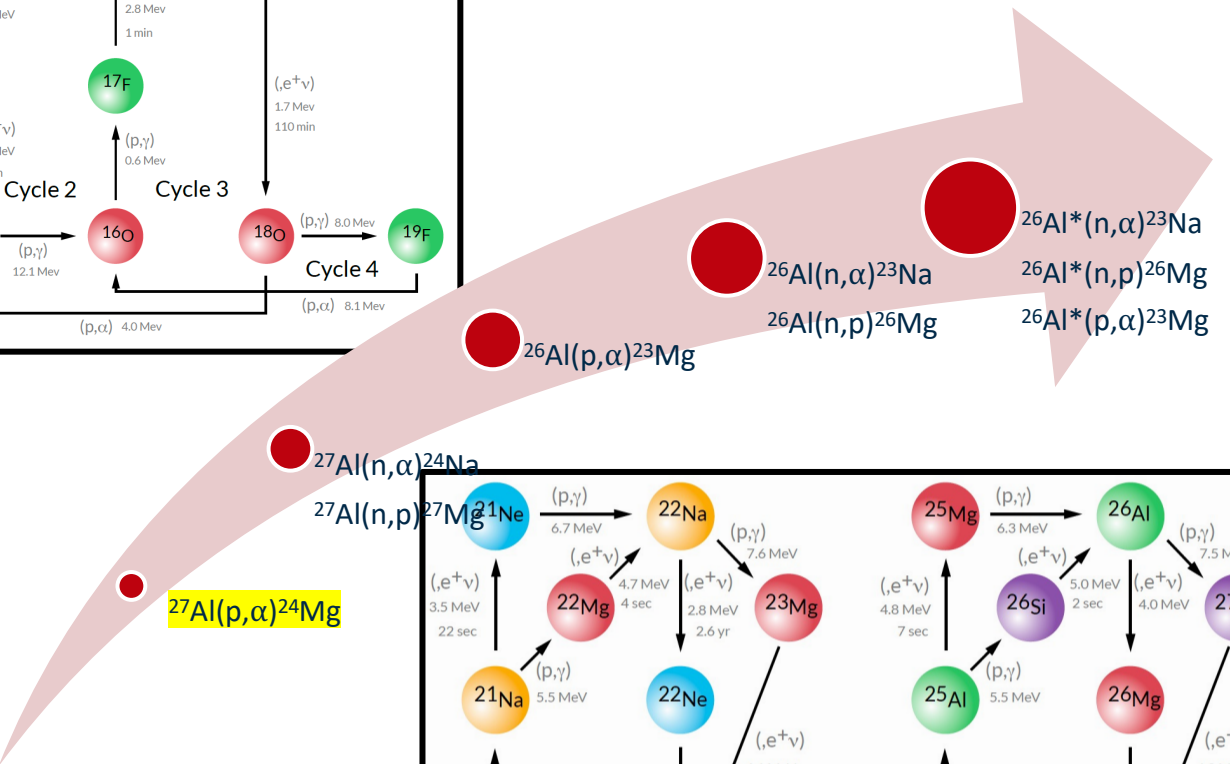 2.8 Mev
1 min
¹⁷F
(,e⁺ν)
1.7 Mev
110 min
(p,γ)
0.6 Mev
Cycle 2
Cycle 3
¹⁶O
¹⁸O
(p,γ) 8.0 Mev
¹⁹F
(p,γ)
12.1 Mev
Cycle 4
(p,α) 8.1 Mev
(p,α) 4.0 Mev
²⁶Al*(n,α)²³Na
²⁶Al*(n,p)²⁶Mg
²⁶Al*(p,α)²³Mg
²⁶Al(n,α)²³Na
²⁶Al(n,p)²⁶Mg
²⁶Al(p,α)²³Mg
²⁷Al(n,α)²⁴Na
²⁷Al(n,p)²⁷Mg
²⁷Al(p,α)²⁴Mg
²¹Ne
(p,γ)
6.7 MeV
²²Na
(p,γ)
7.6 MeV
(,e⁺ν)
4.7 MeV
4 sec
(,e⁺ν)
3.5 MeV
22 sec
²²Mg
(,e⁺ν)
2.8 MeV
2.6 yr
²³Mg
²¹Na
(p,γ)
5.5 MeV
²²Ne
(,e⁺ν)
²⁵Mg
(p,γ)
6.3 MeV
²⁶Al
(p,γ)
(,e⁺ν)
5.0 MeV
2 sec
(,e⁺ν)
4.8 MeV
7 sec
²⁶Si
(,e⁺ν)
4.0 MeV
²⁵Al
(p,γ)
5.5 MeV
²⁶Mg